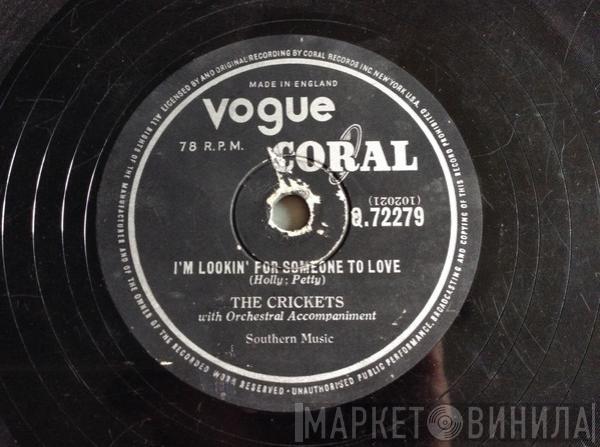 ALL RIGHTS OF THE MANUFACTURER AND OF THE OWNER OF THE RECORDED WORK RESERVED - UNAUTHORISED PUBLIC PERFORMANCE, BROADCASTING AND COPYING OF THIS RECORD PROHIBITED
LICENSED BY AND ORIGINAL RECORDING BY CORAL RECORDS INC NEW YORK U.S.A.
MADE IN ENGLAND
vogue
78 R.P.M.
CORAL
(102021)
Q.72279
I'M LOOKIN' FOR SOMEONE TO LOVE
(Holly; Petty)
THE CRICKETS
with Orchestral Accompaniment
Southern Music
МАРКЕТ ВИНИЛА